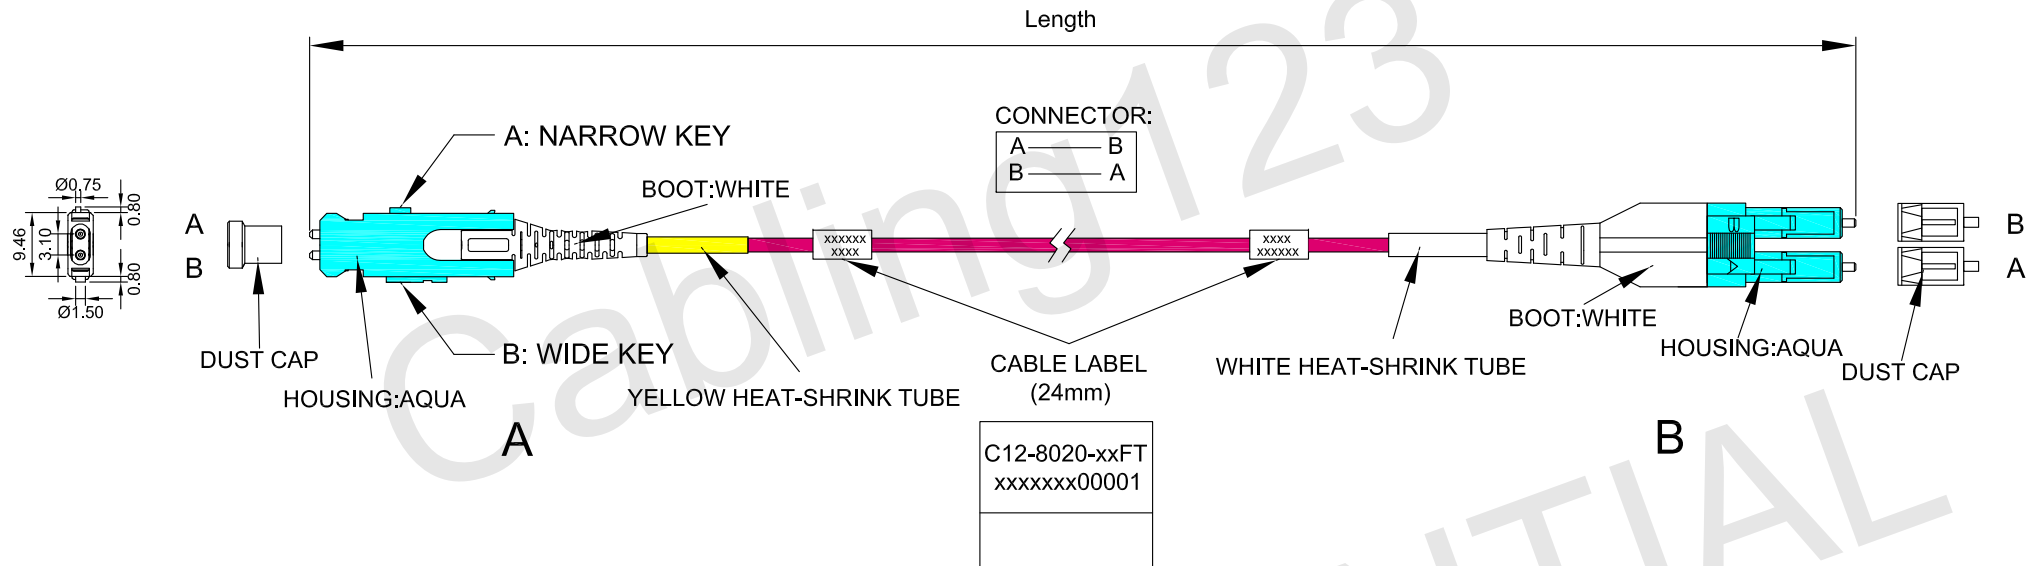 Length
CONNECTOR:
A B
B A
A: NARROW KEY
BOOT:WHITE
Ø0.75
0.80
9.46
3.10
0.80
Ø1.50
A
B
xxxxxx
xxxx
xxxx
xxxxxx
B
A
B
A
DUST CAP
HOUSING:AQUA
B: WIDE KEY
YELLOW HEAT-SHRINK TUBE
CABLE LABEL
(24mm)
WHITE HEAT-SHRINK TUBE
BOOT:WHITE
HOUSING:AQUA
DUST CAP
A
B
C12-8020-xxFT
xxxxxxx00001
Cabling123
NTIAL